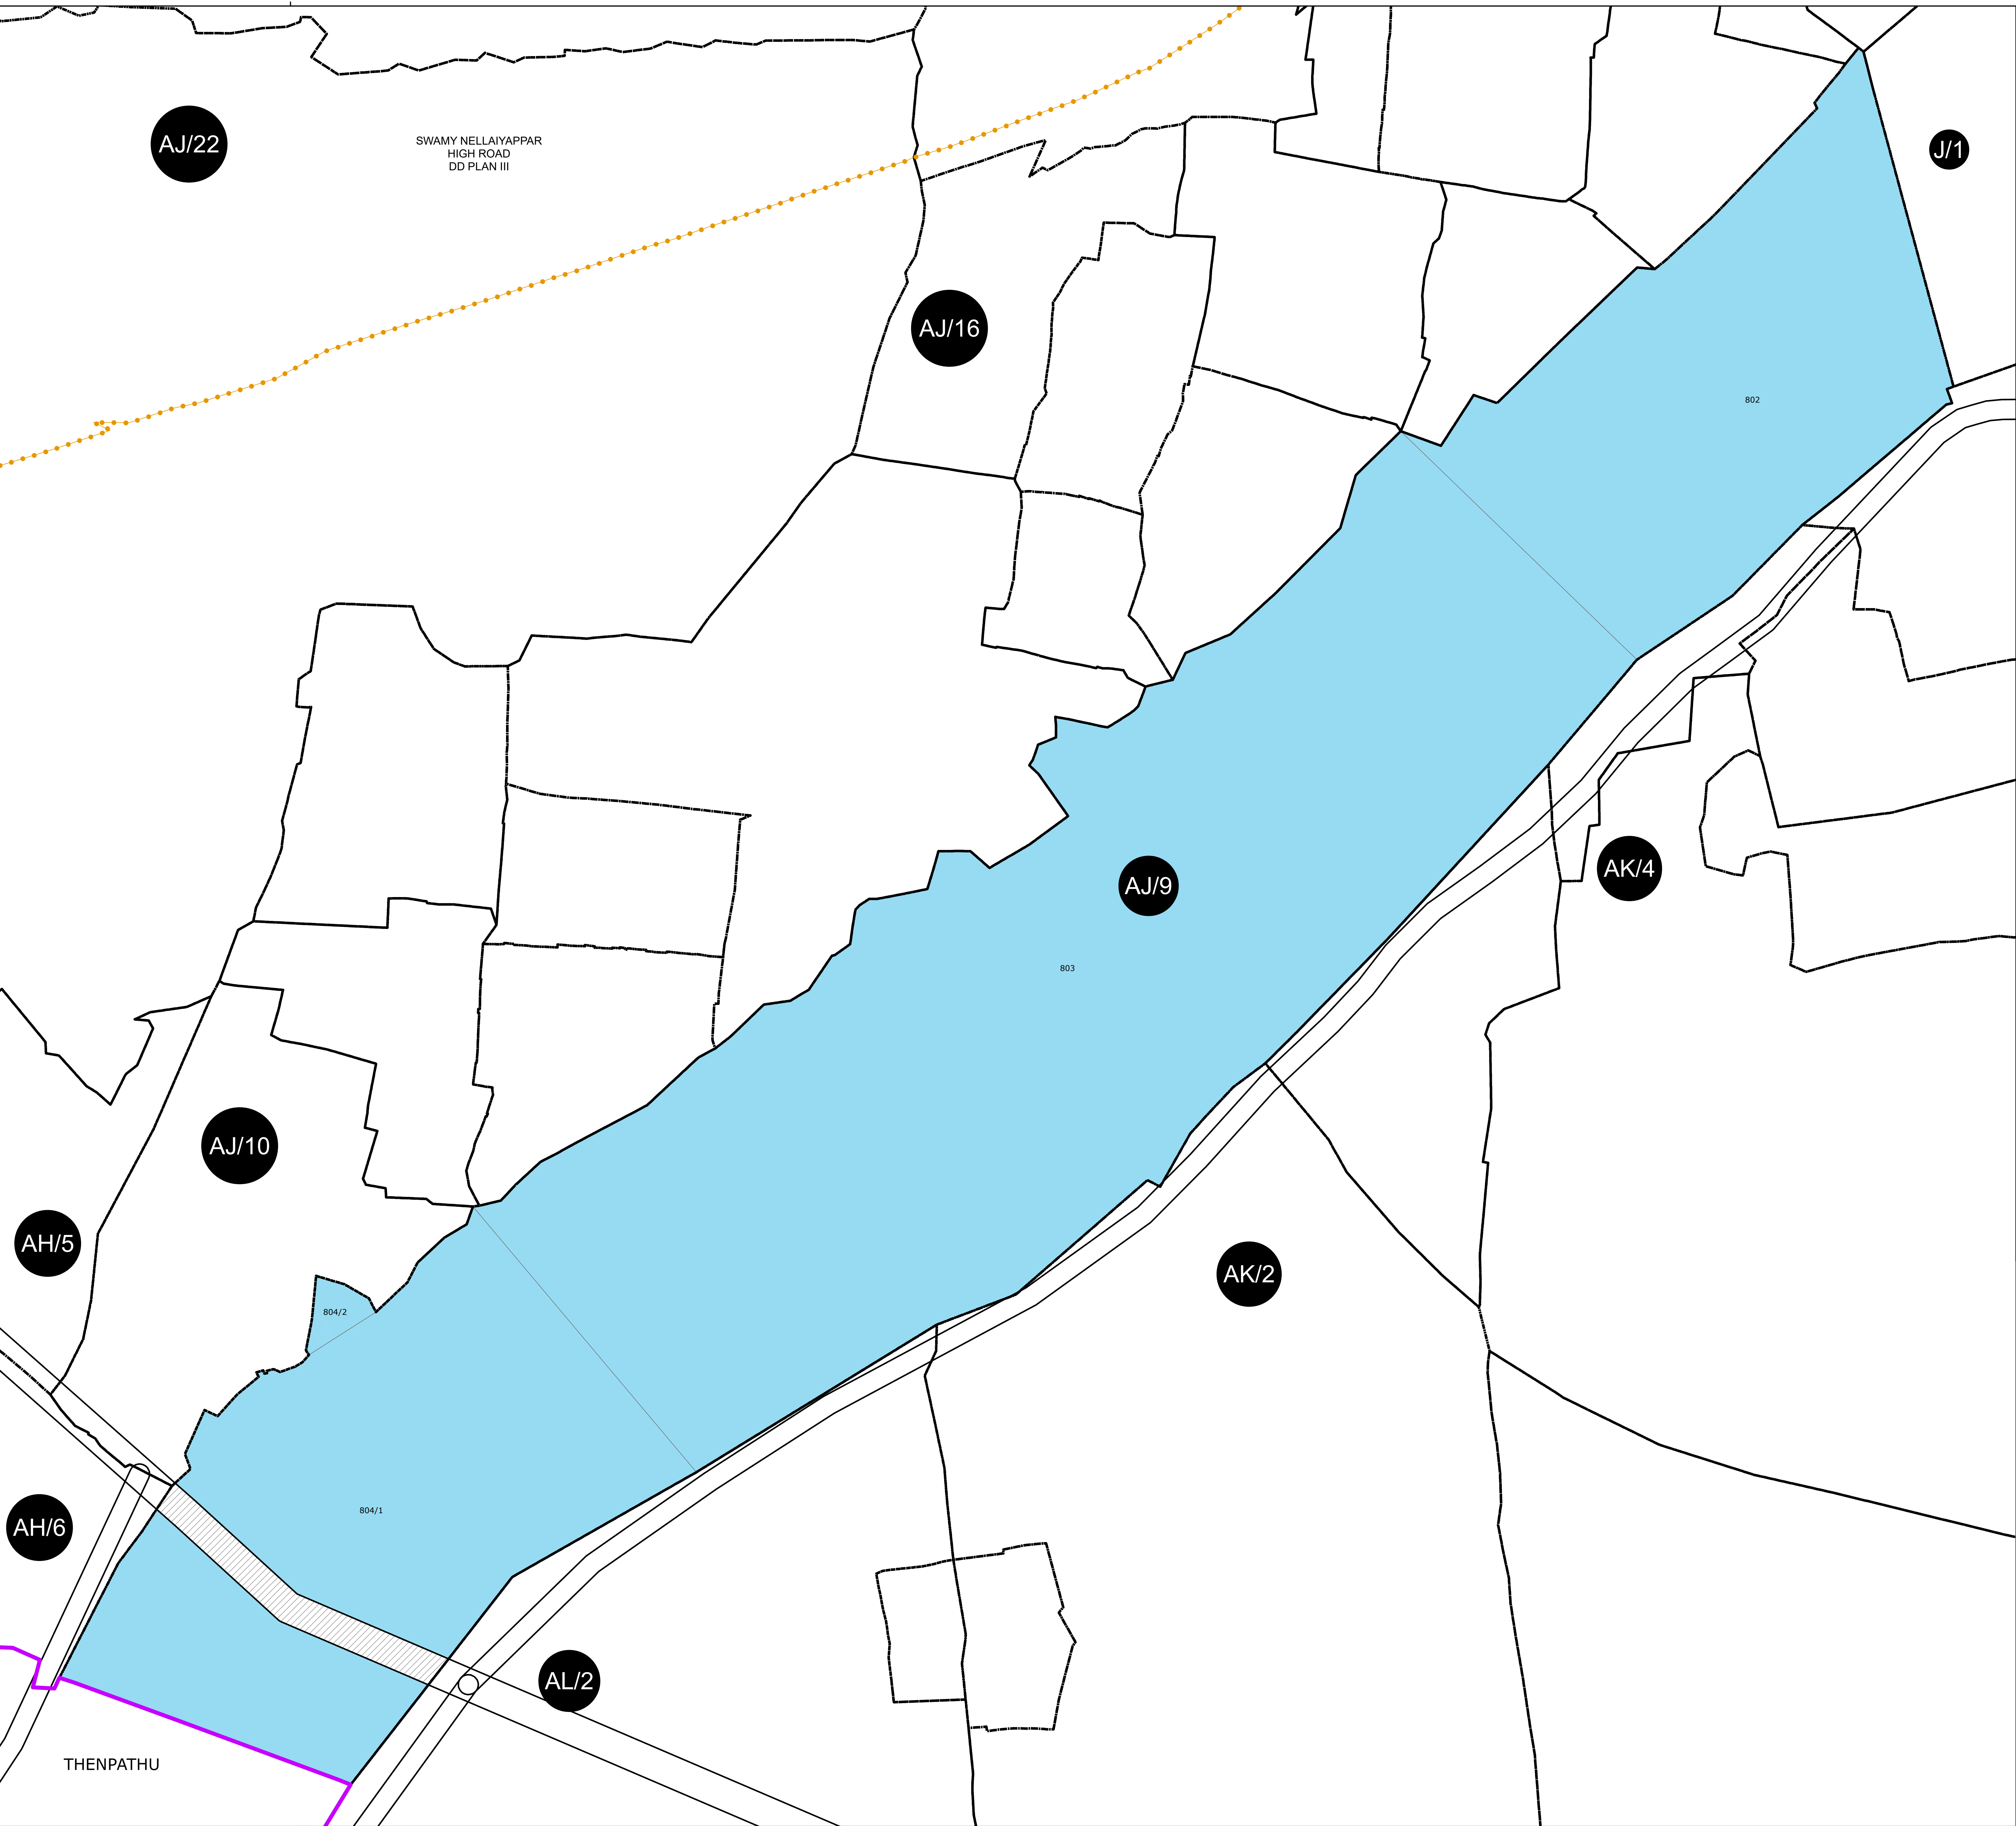 AJ/22
SWAMY NELLAIYAPPAR
HIGH ROAD
DD PLAN III
J/1
AJ/16
802
AK/4
AJ/9
803
AJ/10
AH/5
AK/2
804/2
804/1
AH/6
AL/2
THENPATHU